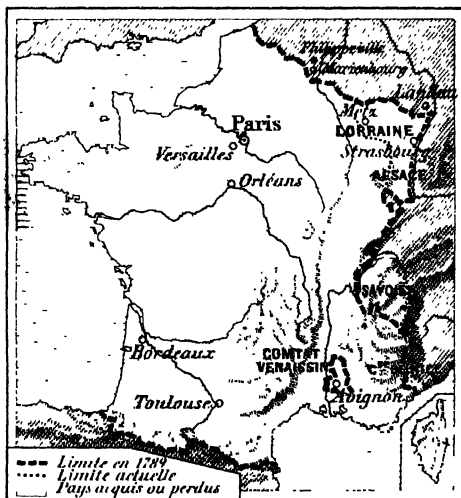 Philippeville
Marienbourg
Landau
Metz
Paris
LORRAINE
Versailles
Strasbourg
ALSACE
Orléans
SAVOIE
Bordeaux
COMTAT
VENAISSIN
Avignon
Toulouse
Limite en 1789
Limite actuelle
Pays acquis ou perdus